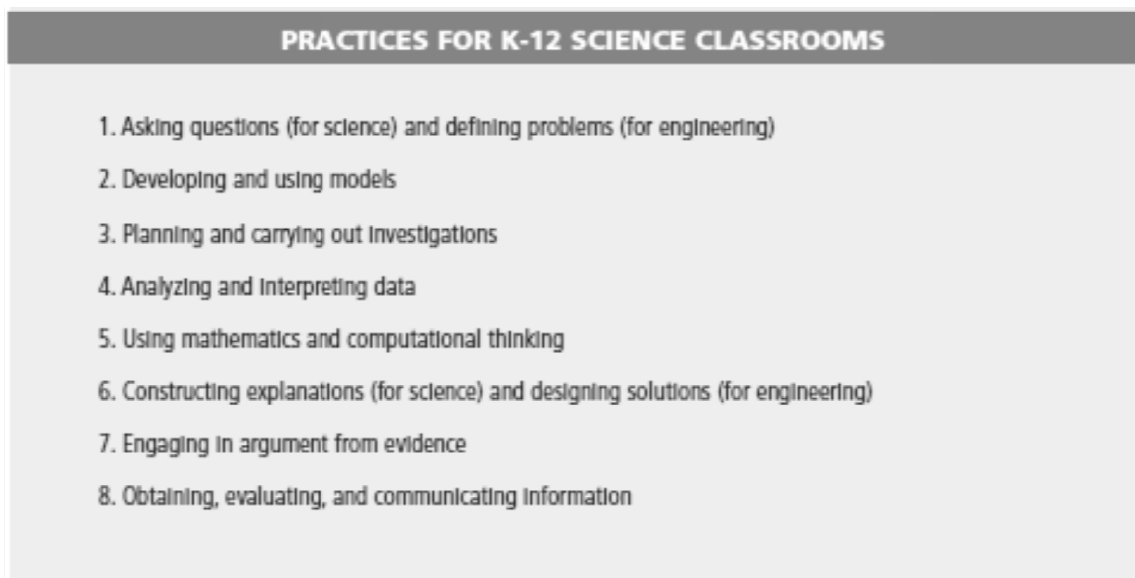 PRACTICES FOR K-12 SCIENCE CLASSROOMS
1. Asking questions (for science) and defining problems (for engineering)
2. Developing and using models
3. Planning and carrying out investigations
4. Analyzing and interpreting data
5. Using mathematics and computational thinking
6. Constructing explanations (for science) and designing solutions (for engineering)
7. Engaging in argument from evidence
8. Obtaining, evaluating, and communicating information